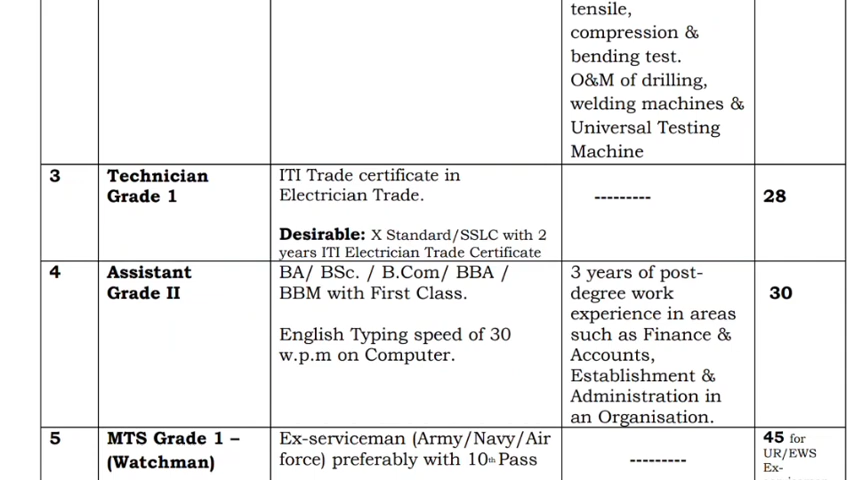 tensile,
compression &
bending test.
O&M of drilling,
welding machines &
Universal Testing
Machine
3
Technician
Grade 1
ITI Trade certificate in
Electrician Trade.
Desirable: X Standard/SSLC with 2
years ITI Electrician Trade Certificate
---------
28
4
Assistant
Grade II
BA/ BSc. / B.Com/ BBA /
BBM with First Class.
English Typing speed of 30
w.p.m on Computer.
3 years of post-
degree work
experience in areas
such as Finance &
Accounts,
Establishment &
Administration in
an Organisation.
30
5
MTS Grade 1 –
(Watchman)
Ex-serviceman (Army/Navy/Air
force) preferably with 10th Pass
---------
45 for
UR/EWS
Ex-